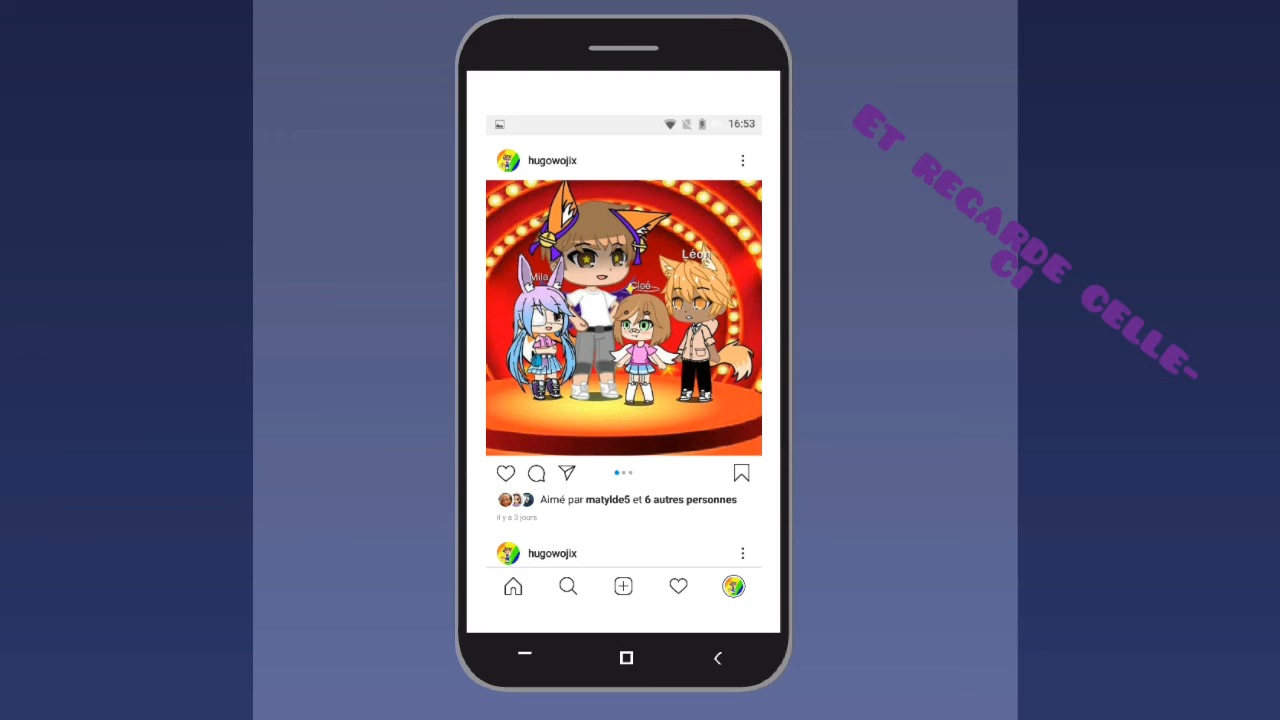 16:53
hugowojix
Léon
Mila
Cloé
Aimé par matylde5 et 6 autres personnes
il y a 3 jours
hugowojix
ET REGARDE CELLE-
CI